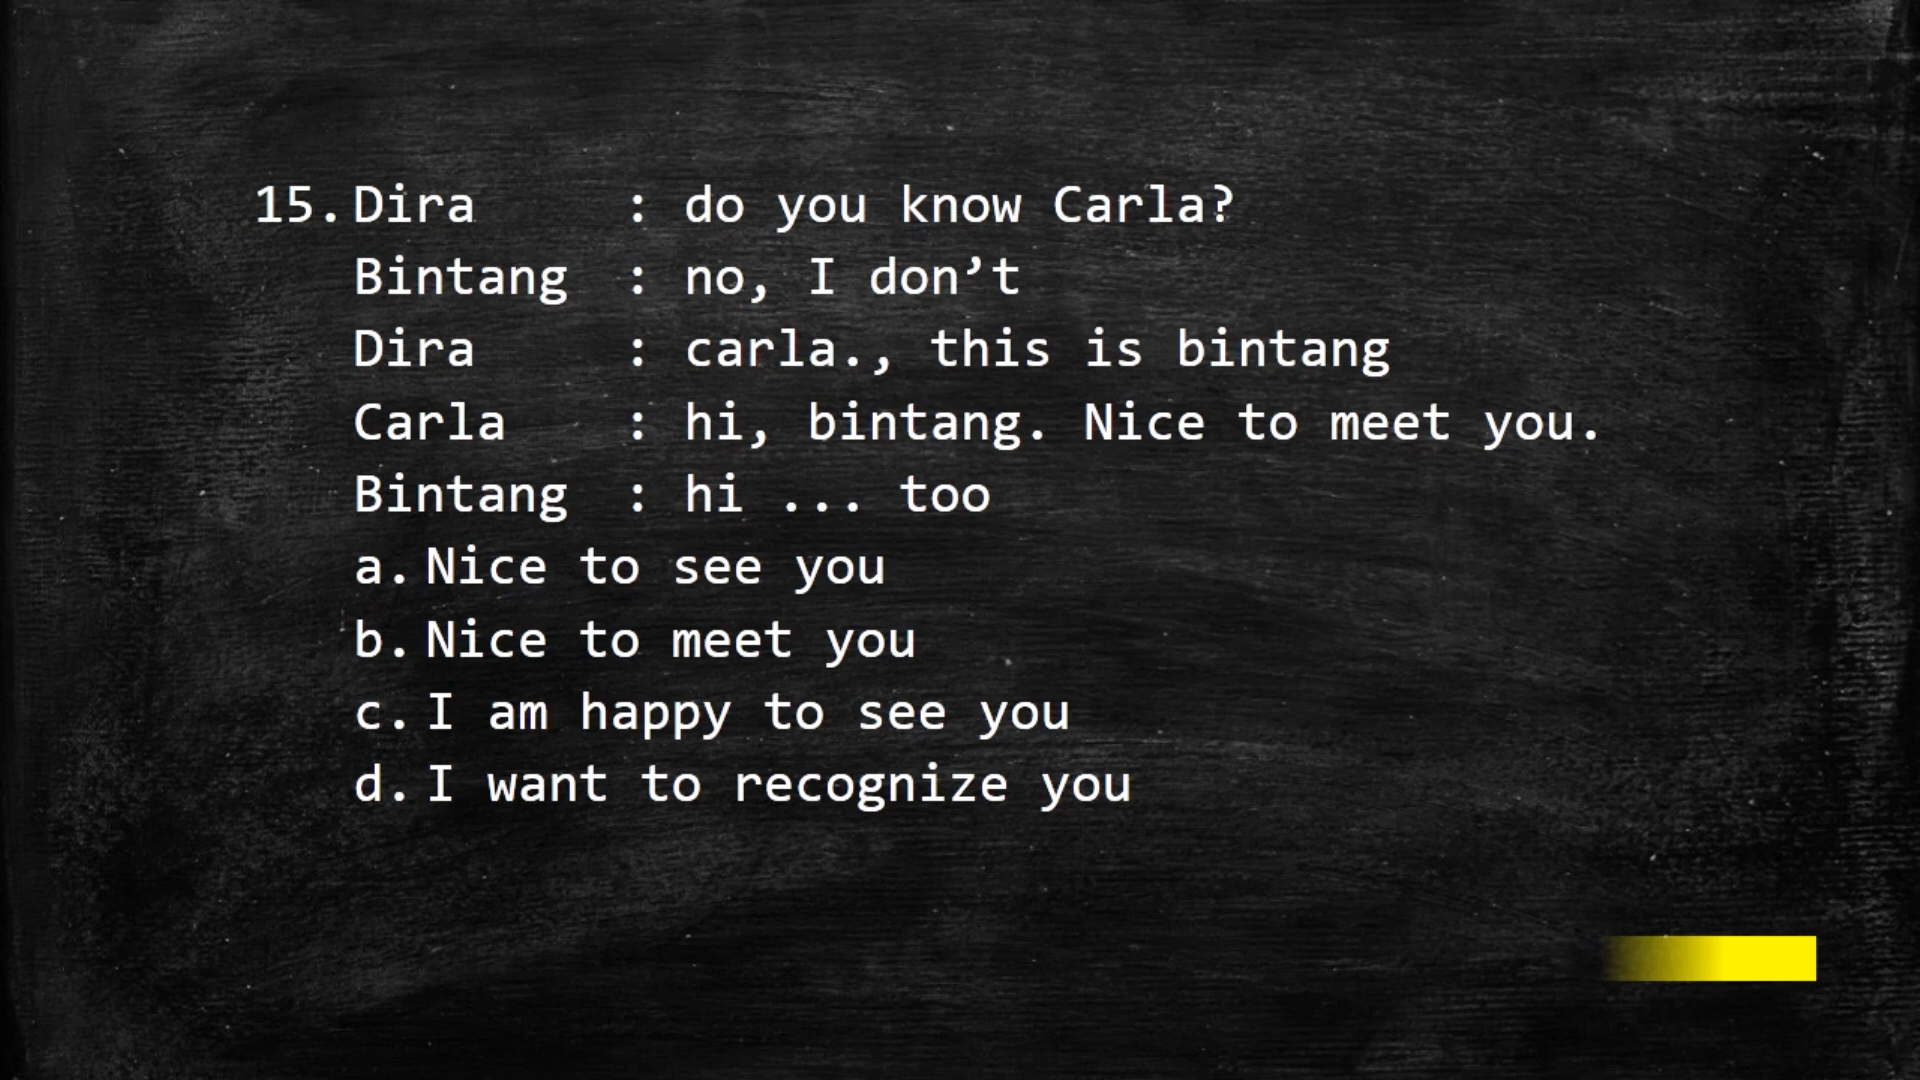 15. Dira : do you know Carla?
Bintang : no, I don’t
Dira : carla., this is bintang
Carla : hi, bintang. Nice to meet you.
Bintang : hi ... too
a. Nice to see you
b. Nice to meet you
c. I am happy to see you
d. I want to recognize you